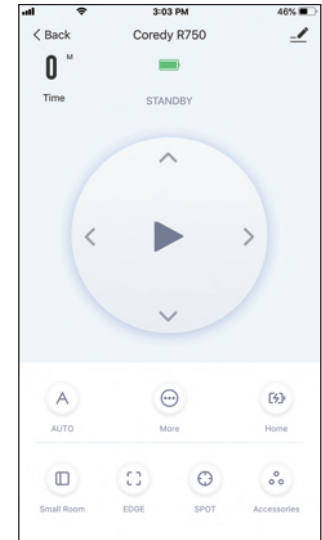 3:03 PM
46%
< Back
Coredy R750
0 M
Time
STANDBY
AUTO
More
Home
Small Room
EDGE
SPOT
Accessories